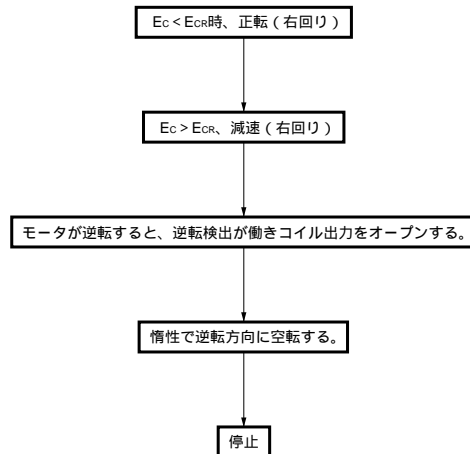 Ec < ECR時、正転（右回り）
Ec > ECR、減速（右回り）
モータが逆転すると、逆転検出が働きコイル出力をオープンする。
惰性で逆転方向に空転する。
停止